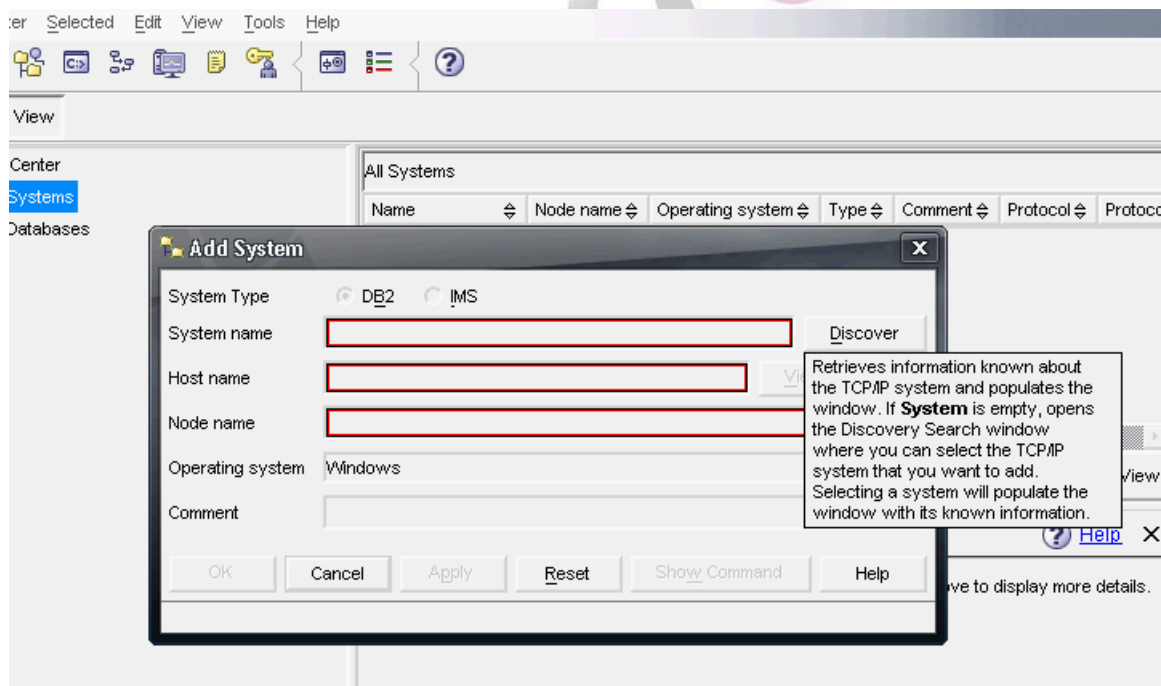 ter Selected Edit View Tools Help
View
Center
Systems
Databases
All Systems
Name Node name Operating system Type Comment Protocol Protoco
Add System
System Type DB2 IMS
System name Discover
Host name Vi
Node name
Operating system Windows
Comment
Retrieves information known about
the TCP/IP system and populates the
window. If System is empty, opens
the Discovery Search window
where you can select the TCP/IP
system that you want to add.
Selecting a system will populate the
window with its known information.
View
Help
OK Cancel Apply Reset Show Command Help
ve to display more details.